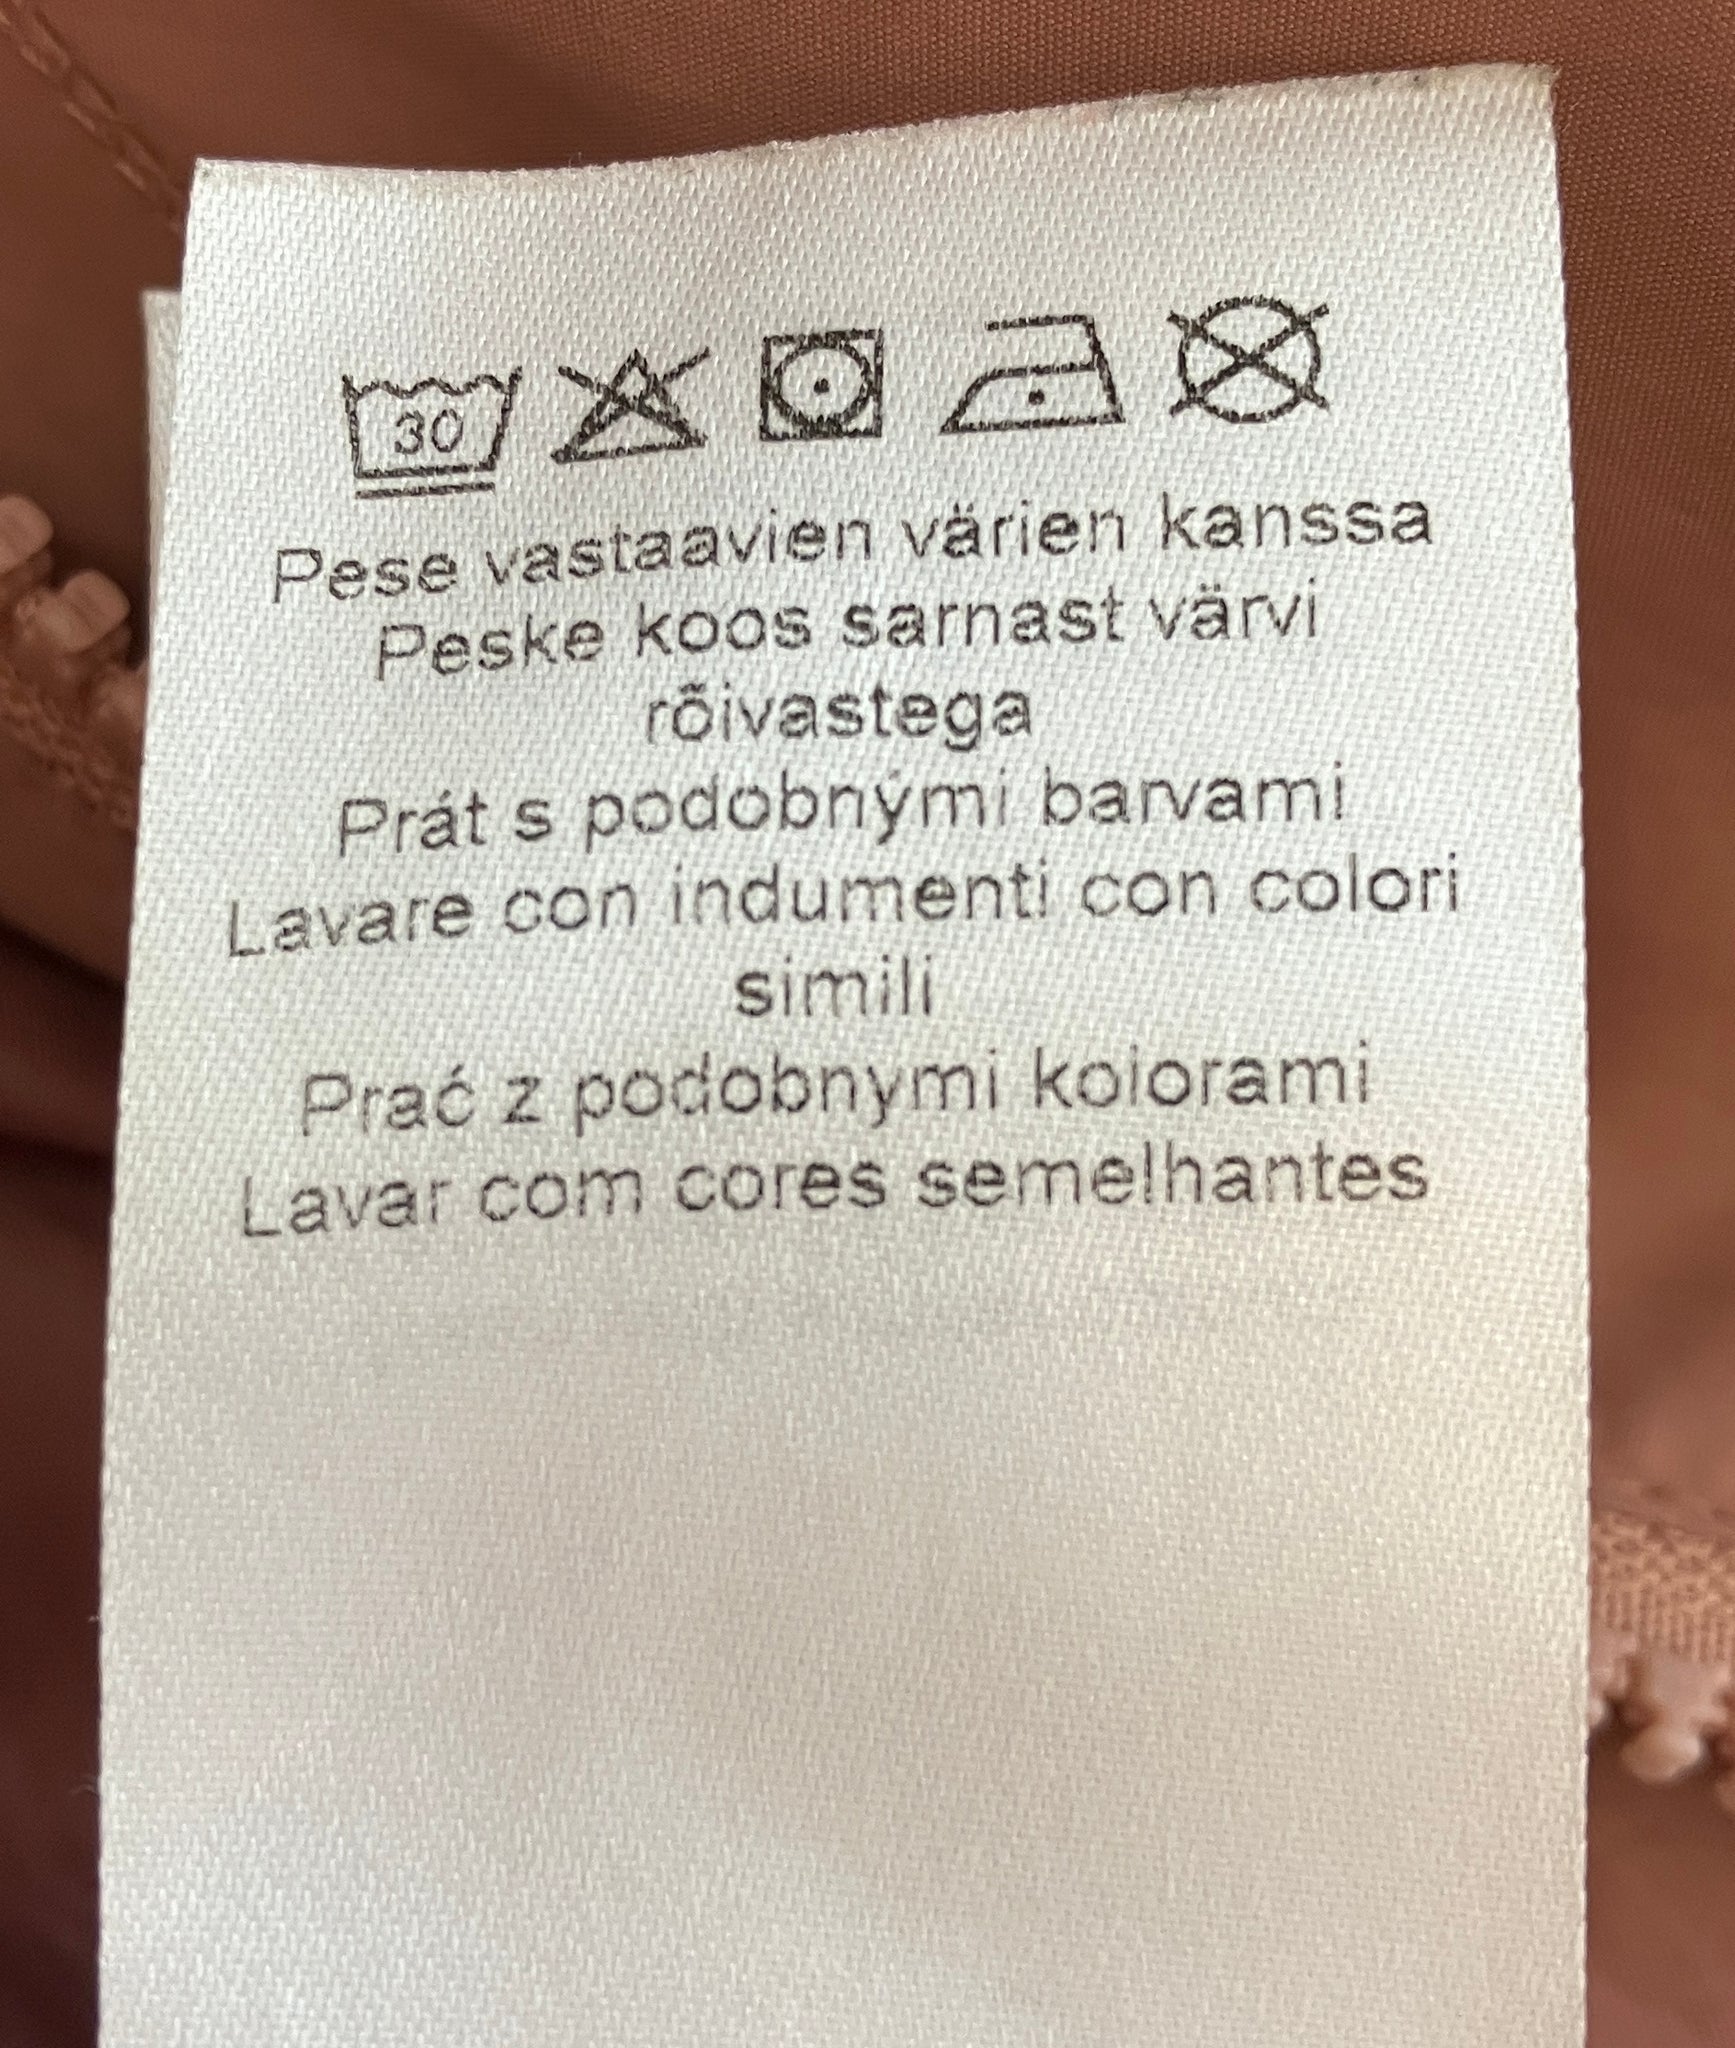 30
Pese vastaavien värien kanssa
Peske koos sarnast värvi
rõivastega
Prát s podobnými barvami
Lavare con indumenti con colori
simili
Prać z podobnymi kolorami
Lavar com cores semelhantes